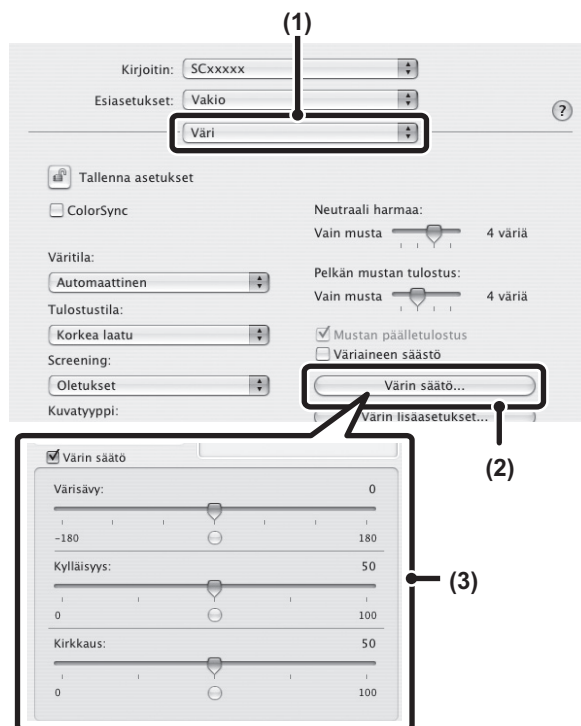 (1)
Kirjoitin: SCxxxxx
Esiasetukset: Vakio
Väri
?
Tallenna asetukset
ColorSync
Neutraali harmaa:
Vain musta 4 väriä
Väritila:
Automaattinen
Pelkän mustan tulostus:
Vain musta 4 väriä
Tulostustila:
Korkea laatu
Mustan päälletulostus
Väriaineen säästö
Screening:
Oletukset
Värin säätö...
Kuvatyyppi:
Värin lisäasetukset...
(2)
Värin säätö
Värisävy: 0
-180 180
Kylläisyys: 50
(3)
0 100
Kirkkaus: 50
0 100